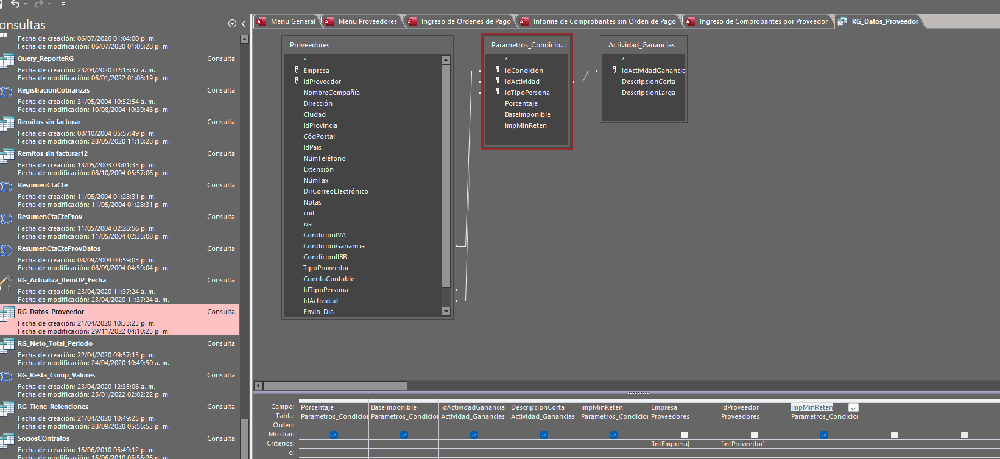 onsultas
Fecha de creación: 06/07/2020 01:04:00 p. m.
Fecha de modificación: 06/07/2020 01:05:28 p. m.
Query_ReporteRG Consulta
Fecha de creación: 23/04/2020 02:18:37 a. m.
Fecha de modificación: 06/01/2022 01:08:19 p. m.
RegistracionCobranzas Consulta
Fecha de creación: 31/05/2004 10:52:54 a. m.
Fecha de modificación: 10/08/2004 10:39:46 p. m.
Remitos sin facturar Consulta
Fecha de creación: 08/10/2004 05:57:49 p. m.
Fecha de modificación: 28/05/2020 11:18:28 p. m.
Remitos sin facturar12 Consulta
Fecha de creación: 13/05/2003 03:01:33 p. m.
Fecha de modificación: 08/10/2004 05:57:06 p. m.
ResumenCtaCte Consulta
Fecha de creación: 11/05/2004 01:28:31 p. m.
Fecha de modificación: 11/05/2004 01:28:31 p. m.
ResumenCtaCteProv Consulta
Fecha de creación: 11/05/2004 02:28:56 p. m.
Fecha de modificación: 11/05/2004 02:35:08 p. m.
ResumenCtaCteProvDatos Consulta
Fecha de creación: 08/09/2004 04:59:03 p. m.
Fecha de modificación: 08/09/2004 04:59:04 p. m.
RG_Actualiza_ItemOP_Fecha Consulta
Fecha de creación: 23/04/2020 11:37:24 a. m.
Fecha de modificación: 23/04/2020 11:37:24 a. m.
RG_Datos_Proveedor Consulta
Fecha de creación: 21/04/2020 10:33:23 p. m.
Fecha de modificación: 29/11/2022 04:10:25 p. m.
RG_Neto_Total_Periodo Consulta
Fecha de creación: 22/04/2020 09:57:13 p. m.
Fecha de modificación: 24/04/2020 10:49:50 a. m.
RG_Resta_Comp_Valores Consulta
Fecha de creación: 23/04/2020 12:35:06 a. m.
Fecha de modificación: 25/01/2022 02:02:22 p. m.
RG_Tiene_Retenciones Consulta
Fecha de creación: 21/04/2020 10:49:25 p. m.
Fecha de modificación: 28/09/2020 05:56:53 p. m.
SociosCOntratos Consulta
Fecha de creación: 16/06/2010 05:49:12 p. m.
Fecha de modificación: 16/06/2010 05:56:26 p. m.
Menu General Menu Proveedores Ingreso de Ordenes de Pago Informe de Comprobantes sin Orden de Pago Ingreso de Comprobantes por Proveedor RG_Datos_Proveedor
Proveedores
*
Empresa
IdProveedor
NombreCompañía
Dirección
Ciudad
IdProvincia
CódPostal
IdPais
NúmTeléfono
Extensión
NúmFax
DirCorreoElectrónico
Notas
cuit
iva
CondicionIVA
CondicionGanancia
CondicionIIBB
TipoProveedor
CuentaContable
IdTipoPersona
IdActividad
Envio_Dia
Parametros_Condicio...
*
IdCondicion
IdActividad
IdTipoPersona
Porcentaje
BaseImponible
impMinReten
Actividad_Ganancias
*
IdActividadGanancia
DescripcionCorta
DescripcionLarga
Campo: Porcentaje BaseImponible IdActividadGanancia DescripcionCorta impMinReten Empresa IdProveedor impMinReten
Tabla: Parametros_Condicion Parametros_Condicion Actividad_Ganancias Actividad_Ganancias Parametros_Condicion Proveedores Proveedores Parametros_Condicion
Orden:
Mostrar:
Criterios: [IntEmpresa] [intProveedor]
o: